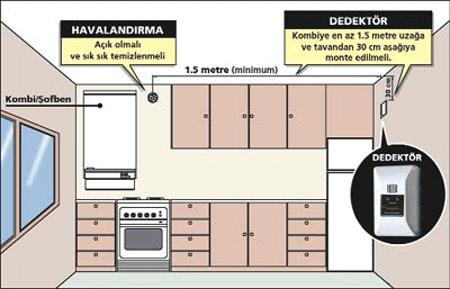 HAVALANDIRMA
Açık olmalı
ve sık sık temizlenmeli
DEDEKTÖR
Kombiye en az 1.5 metre uzağa
ve tavandan 30 cm aşağıya
monte edilmeli.
1.5 metre (minimum)
30 cm
Kombi/Şofben
DEDEKTÖR